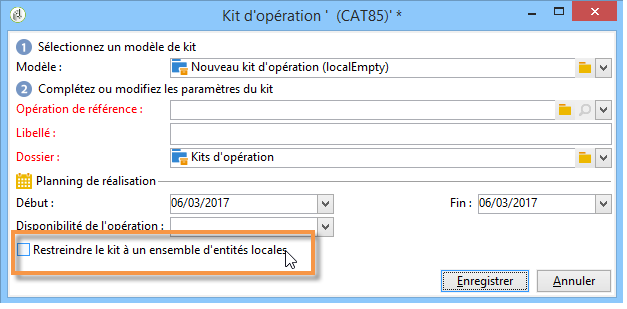 Kit d'opération ' (CAT85)' *
1 Sélectionnez un modèle de kit
Modèle : Nouveau kit d'opération (localEmpty)
2 Complétez ou modifiez les paramètres du kit
Opération de référence :
Libellé :
Dossier : Kits d'opération
Planning de réalisation
Début : 06/03/2017 Fin : 06/03/2017
Disponibilité de l'opération :
Restreindre le kit à un ensemble d'entités locales
Enregistrer Annuler